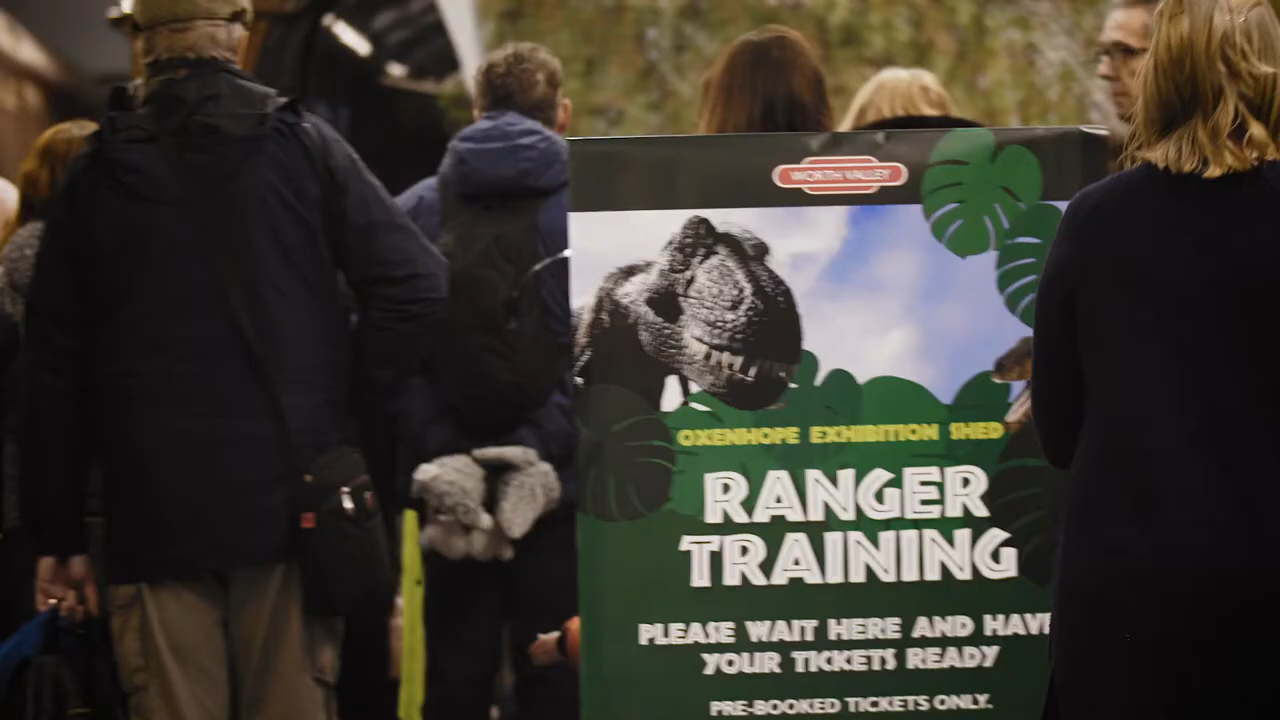 WORTH VALLEY
OXENHOPE EXHIBITION SHED
RANGER
TRAINING
PLEASE WAIT HERE AND HAVE
YOUR TICKETS READY
PRE-BOOKED TICKETS ONLY.